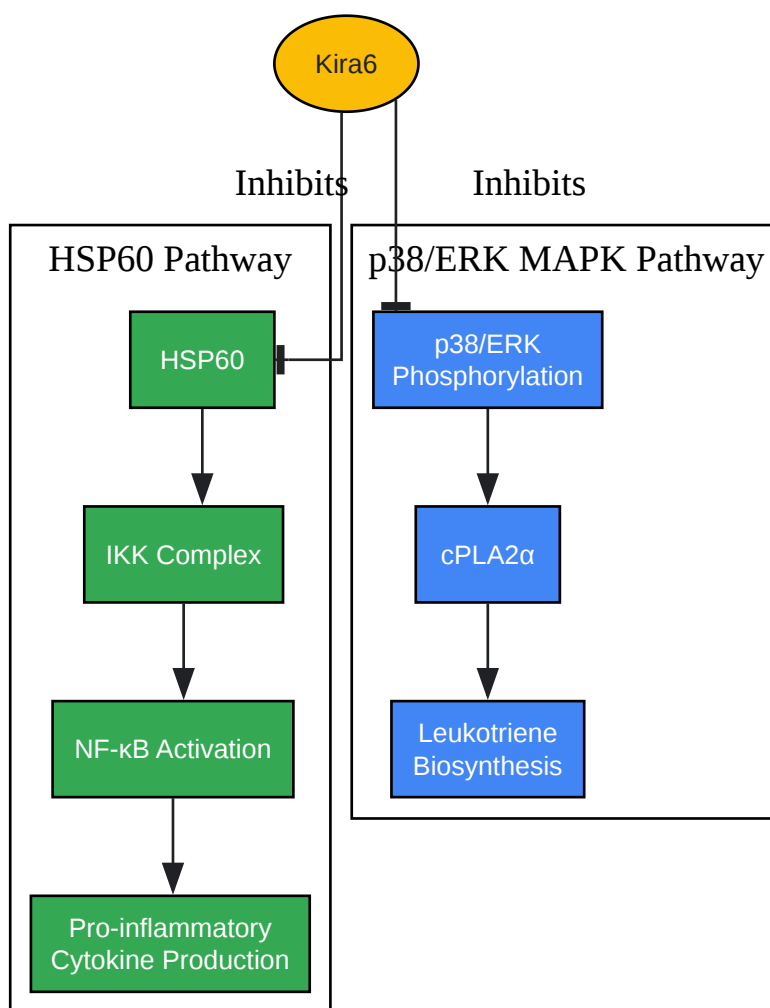 Kira6
Inhibits
Inhibits
HSP60 Pathway
HSP60
IKK Complex
NF-κB Activation
Pro-inflammatory
Cytokine Production
p38/ERK MAPK Pathway
p38/ERK
Phosphorylation
cPLA2α
Leukotriene
Biosynthesis